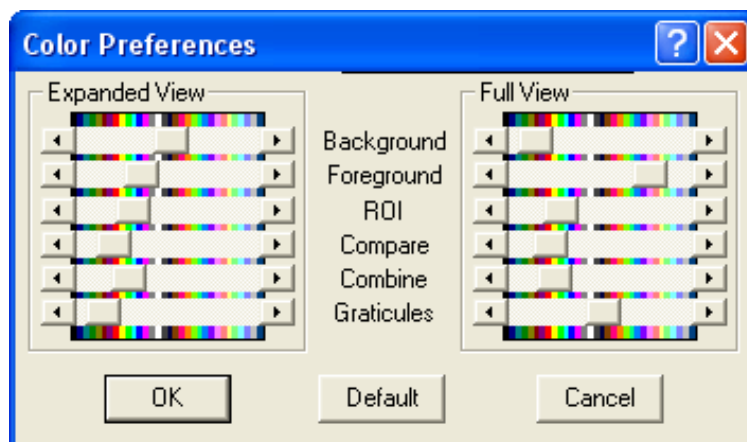 Color Preferences
Expanded View
Full View
Background
Foreground
ROI
Compare
Combine
Graticules
OK
Default
Cancel